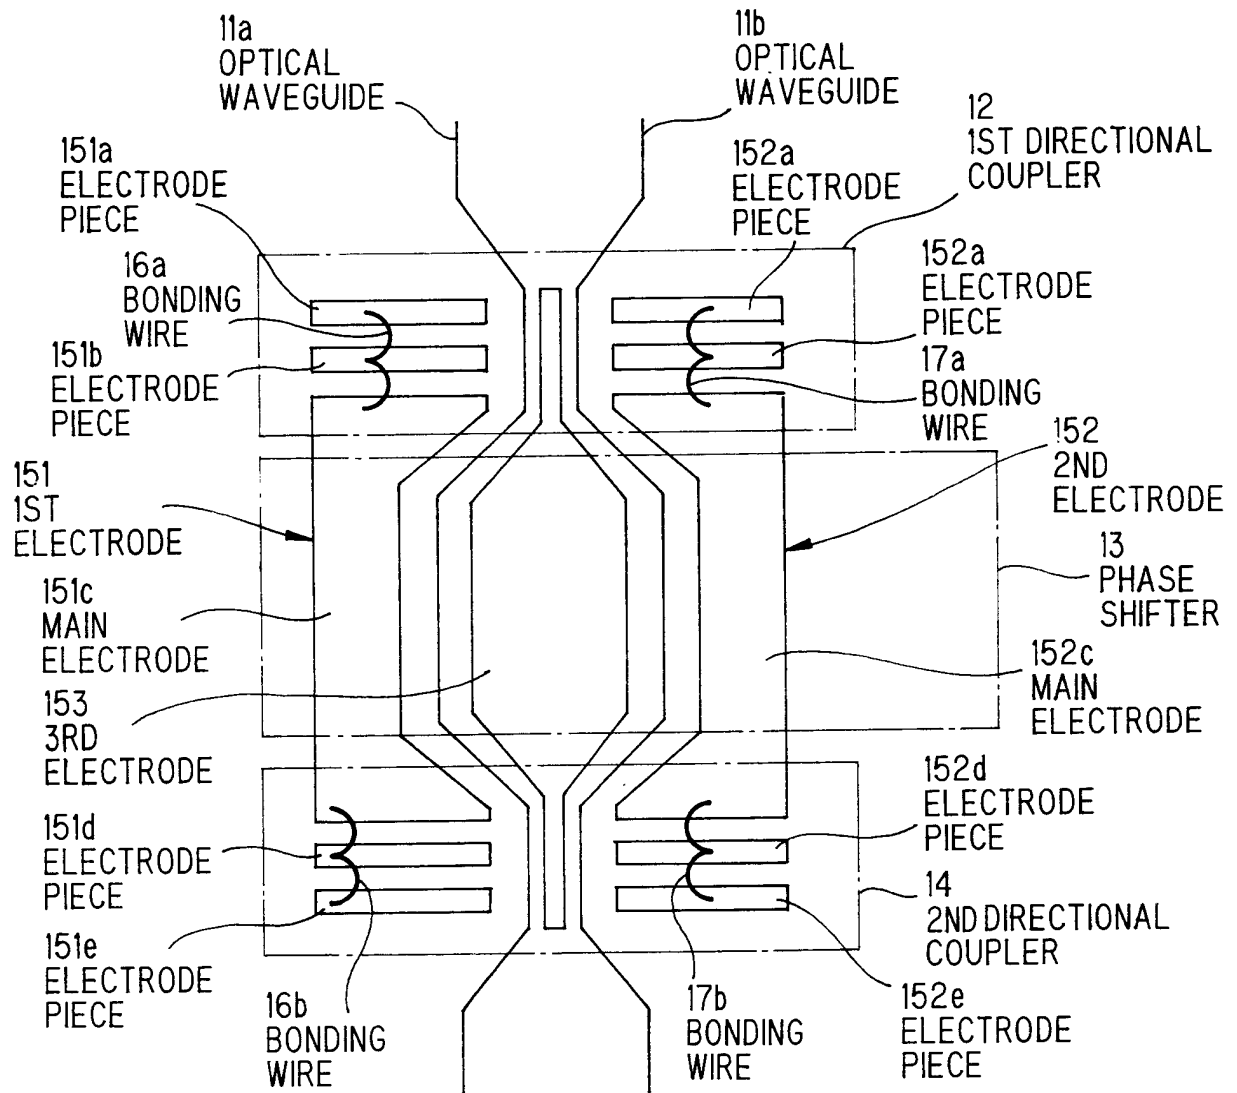 11a
OPTICAL
WAVEGUIDE
11b
OPTICAL
WAVEGUIDE
12
1ST DIRECTIONAL
COUPLER
151a
ELECTRODE
PIECE
152a
ELECTRODE
PIECE
16a
BONDING
WIRE
152a
ELECTRODE
PIECE
151b
ELECTRODE
PIECE
17a
BONDING
WIRE
151
1ST
ELECTRODE
152
2ND
ELECTRODE
13
PHASE
SHIFTER
151c
MAIN
ELECTRODE
152c
MAIN
ELECTRODE
153
3RD
ELECTRODE
152d
ELECTRODE
PIECE
151d
ELECTRODE
PIECE
14
2ND DIRECTIONAL
COUPLER
151e
ELECTRODE
PIECE
16b
BONDING
WIRE
17b
BONDING
WIRE
152e
ELECTRODE
PIECE